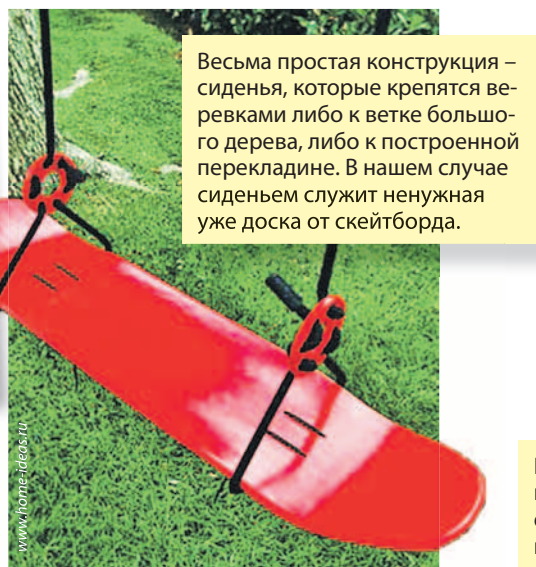 Весьма простая конструкция –
сиденья, которые крепятся ве-
ревками либо к ветке большо-
го дерева, либо к построенной
перекладине. В нашем случае
сиденьем служит ненужная
уже доска от скейтборда.
www.home-ideas.ru